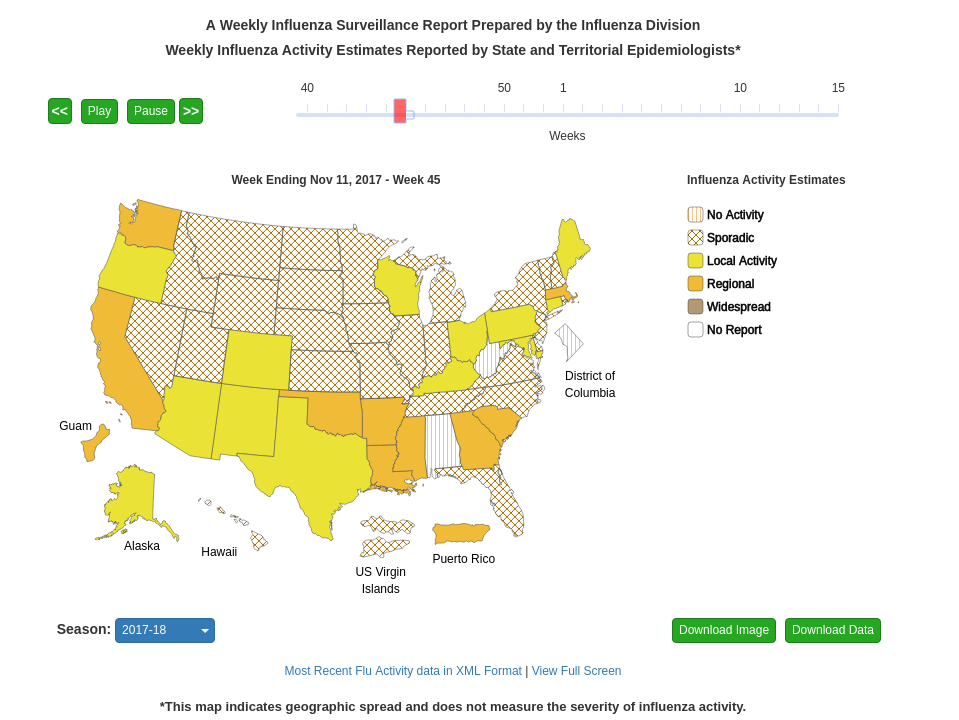 A Weekly Influenza Surveillance Report Prepared by the Influenza Division
Weekly Influenza Activity Estimates Reported by State and Territorial Epidemiologists*
40 50 1 10 15
<< Play Pause >>
Weeks
Week Ending Nov 11, 2017 - Week 45
Influenza Activity Estimates
No Activity
Sporadic
Local Activity
Regional
Widespread
No Report
District of
Columbia
Guam
Alaska
Hawaii
US Virgin
Islands
Puerto Rico
Season: 2017-18
Download Image Download Data
Most Recent Flu Activity data in XML Format | View Full Screen
*This map indicates geographic spread and does not measure the severity of influenza activity.